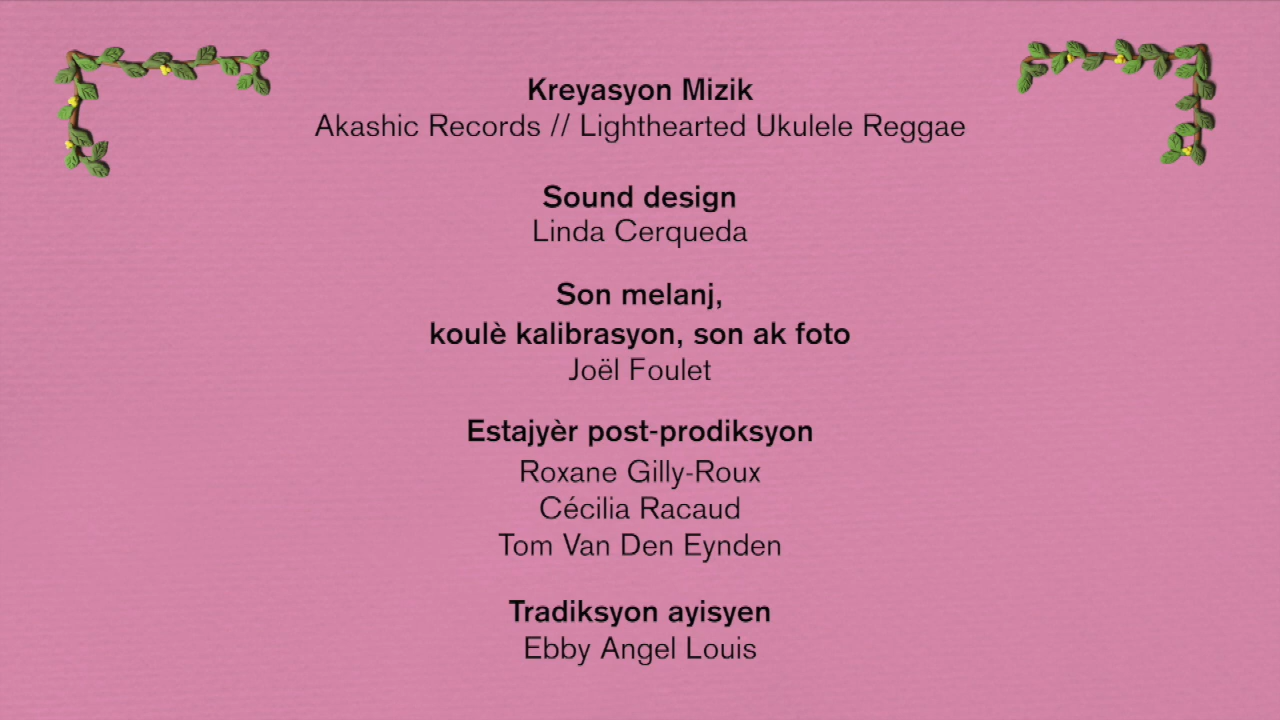 Kreyasyon Mizik
Akashic Records // Lighthearted Ukulele Reggae
Sound design
Linda Cerqueda
Son melanj,
koulè kalibrasyon, son ak foto
Joël Foulet
Estajyèr post-prodiksyon
Roxane Gilly-Roux
Cécilia Racaud
Tom Van Den Eynden
Tradiksyon ayisyen
Ebby Angel Louis